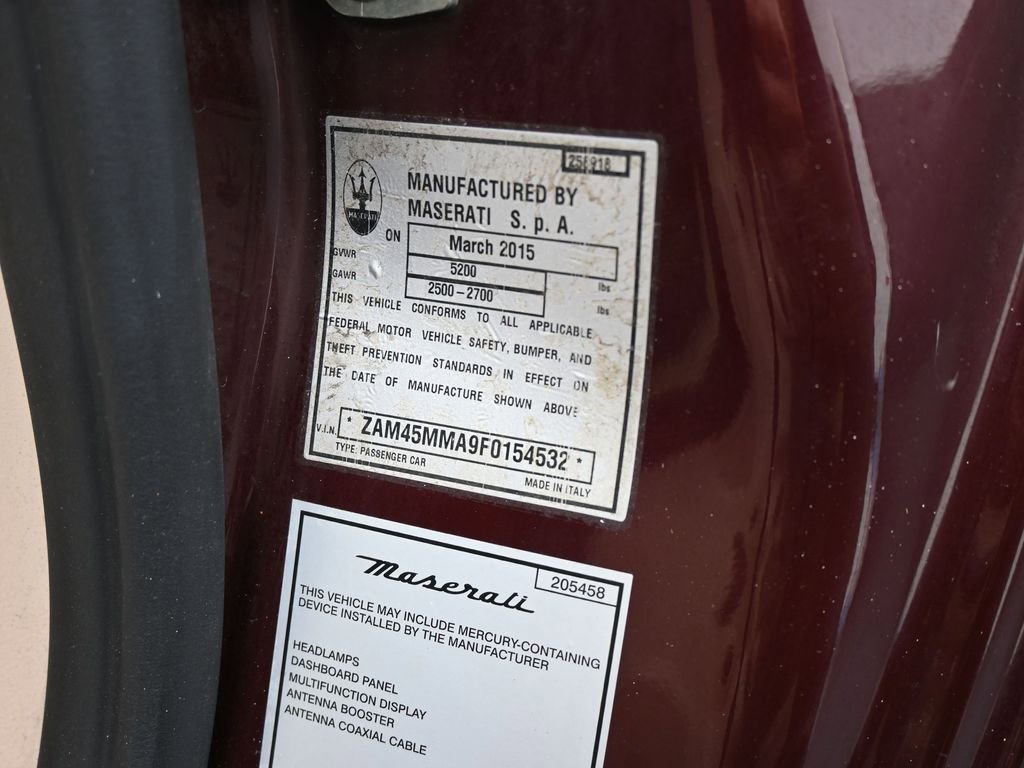 258918
MASERATI
MANUFACTURED BY
MASERATI S. p. A.
ON March 2015
GVWR 5200 lbs
GAWR 2500-2700 lbs
THIS VEHICLE CONFORMS TO ALL APPLICABLE
FEDERAL MOTOR VEHICLE SAFETY, BUMPER, AND
THEFT PREVENTION STANDARDS IN EFFECT ON
THE DATE OF MANUFACTURE SHOWN ABOVE
V.I.N. * ZAM45MMA9F0154532 *
TYPE: PASSENGER CAR
MADE IN ITALY
Maserati
205458
THIS VEHICLE MAY INCLUDE MERCURY-CONTAINING
DEVICE INSTALLED BY THE MANUFACTURER
HEADLAMPS
DASHBOARD PANEL
MULTIFUNCTION DISPLAY
ANTENNA BOOSTER
ANTENNA COAXIAL CABLE